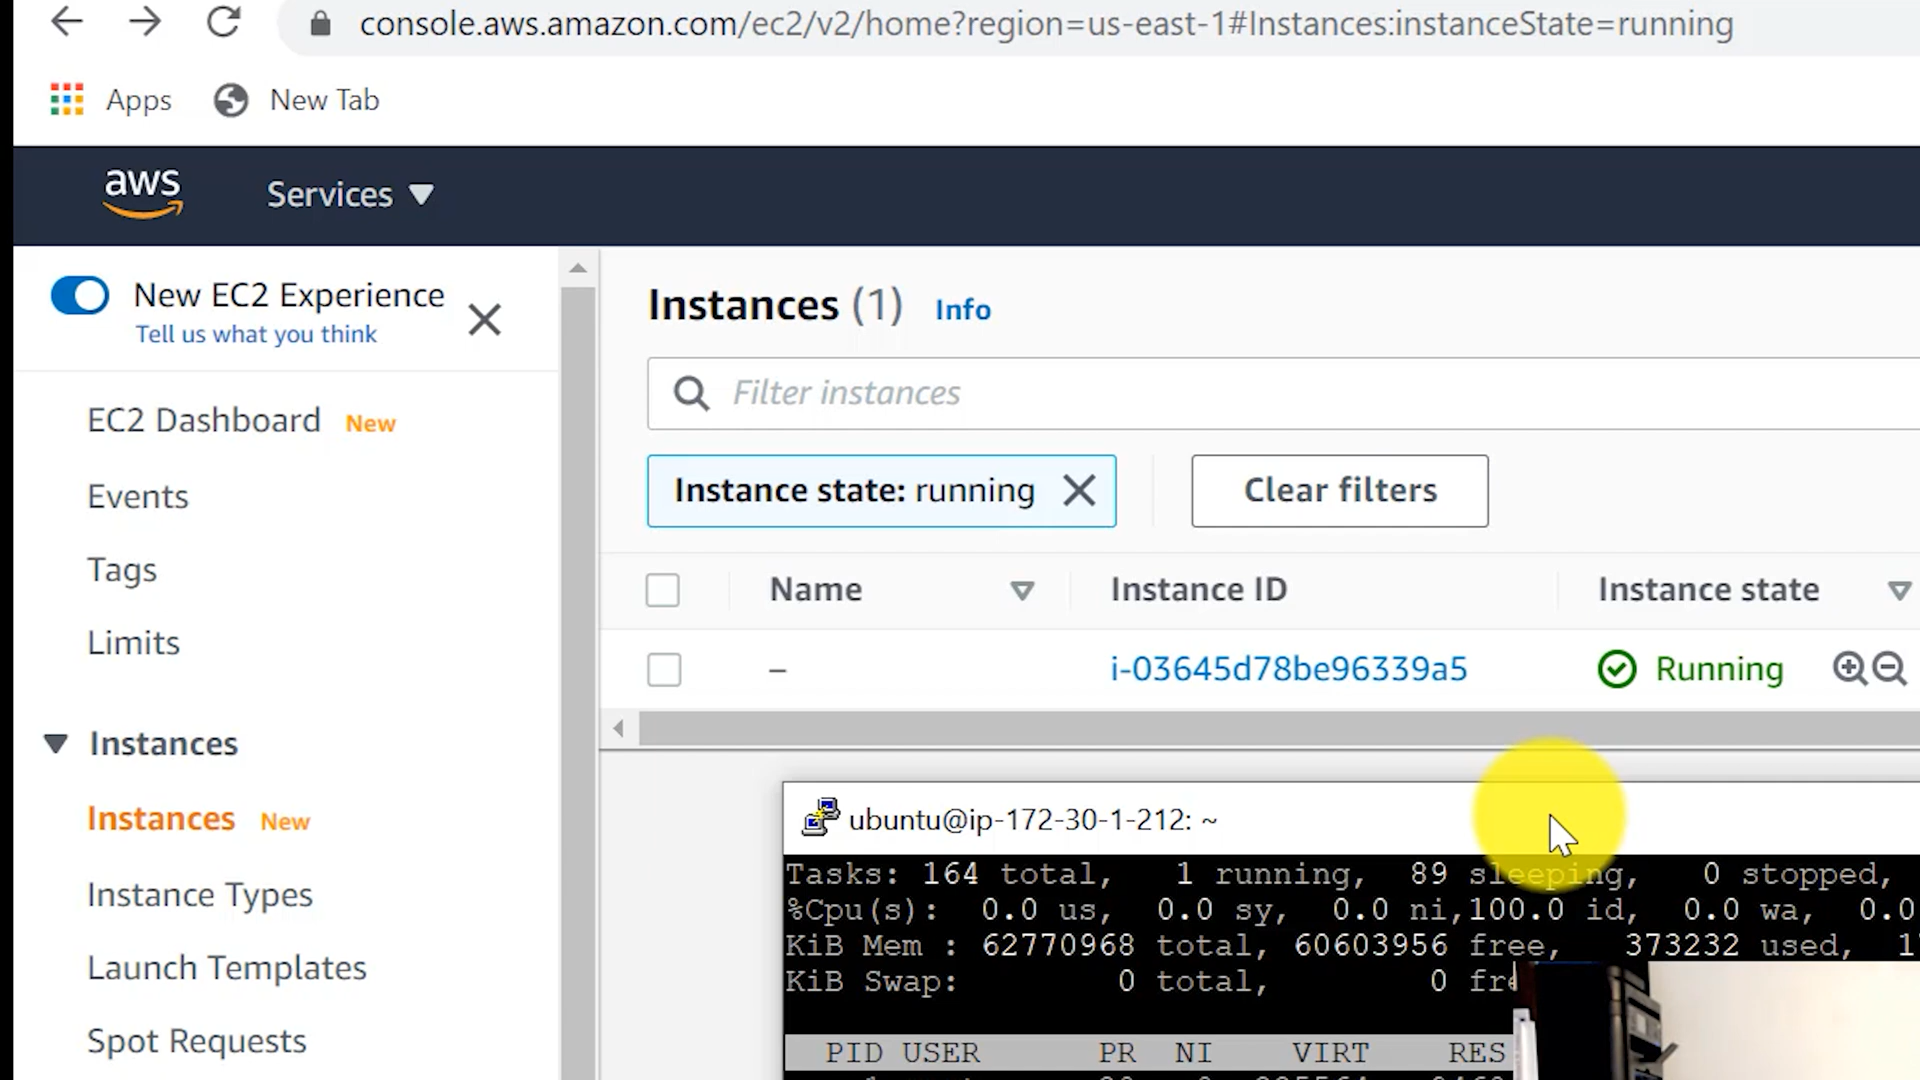 console.aws.amazon.com/ec2/v2/home?region=us-east-1#Instances:instanceState=running
Apps New Tab
aws Services
New EC2 Experience
Tell us what you think
EC2 Dashboard New
Events
Tags
Limits
Instances
Instances New
Instance Types
Launch Templates
Spot Requests
Instances (1) Info
Filter instances
Instance state: running
Clear filters
Name Instance ID Instance state
– i-03645d78be96339a5 Running
ubuntu@ip-172-30-1-212: ~
Tasks: 164 total, 1 running, 89 sleeping, 0 stopped,
%Cpu(s): 0.0 us, 0.0 sy, 0.0 ni,100.0 id, 0.0 wa, 0.0
KiB Mem : 62770968 total, 60603956 free, 373232 used,
KiB Swap: 0 total, 0
PID USER PR NI VIRT RES